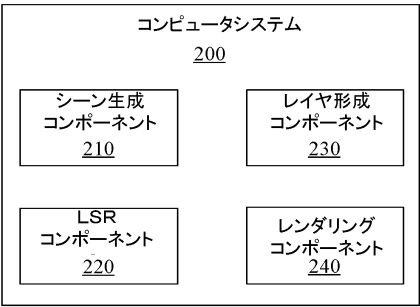 コンピュータシステム
200
シーン生成
コンポーネント
210
レイヤ形成
コンポーネント
230
LSR
コンポーネント
220
レンダリング
コンポーネント
240